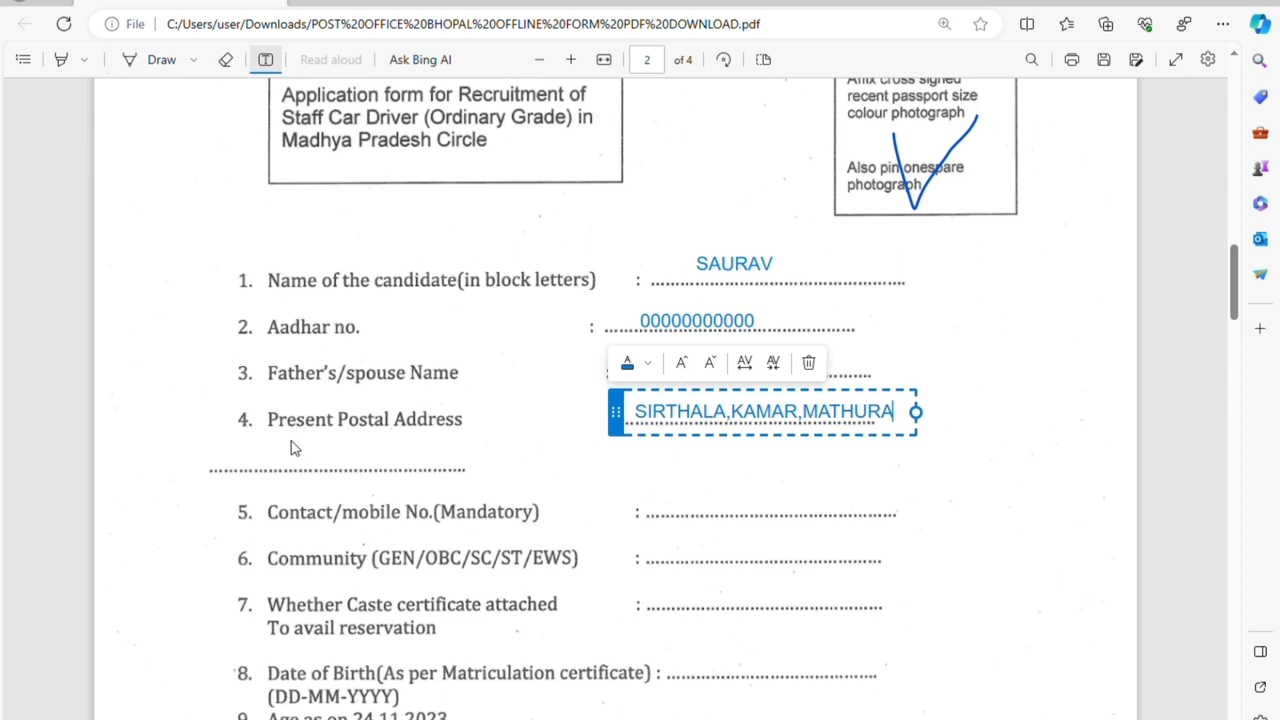 File
C:/Users/user/Downloads/POST%20OFFICE%20BHOPAL%20OFFLINE%20FORM%20PDF%20DOWNLOAD.pdf
Draw
Read aloud
Ask Bing AI
2 of 4
Application form for Recruitment of
Staff Car Driver (Ordinary Grade) in
Madhya Pradesh Circle
Affix cross signed
recent passport size
colour photograph
Also pin onespare
photograph
1. Name of the candidate(in block letters) : SAURAV
2. Aadhar no. : 00000000000
3. Father's/spouse Name :
4. Present Postal Address SIRTHALA,KAMAR,MATHURA
5. Contact/mobile No.(Mandatory) :
6. Community (GEN/OBC/SC/ST/EWS) :
7. Whether Caste certificate attached :
To avail reservation
8. Date of Birth(As per Matriculation certificate) :
(DD-MM-YYYY)
9. Age as on 24.11.2023